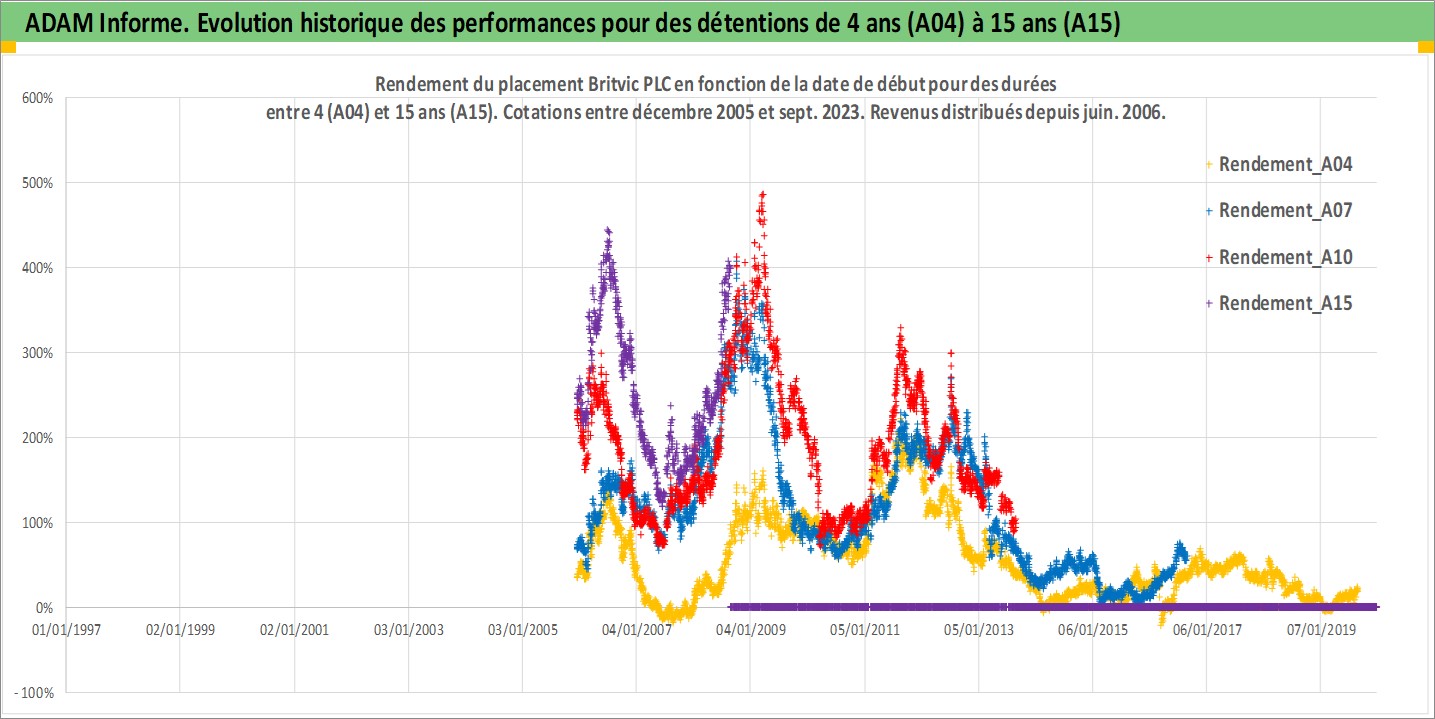 ADAM Informe. Evolution historique des performances pour des détentions de 4 ans (A04) à 15 ans (A15)
Rendement du placement Britvic PLC en fonction de la date de début pour des durées
entre 4 (A04) et 15 ans (A15). Cotations entre décembre 2005 et sept. 2023. Revenus distribués depuis juin. 2006.
600%
500%
400%
300%
200%
100%
0%
-100%
Rendement_A04
Rendement_A07
Rendement_A10
Rendement_A15
01/01/1997
02/01/1999
02/01/2001
03/01/2003
03/01/2005
04/01/2007
04/01/2009
05/01/2011
05/01/2013
06/01/2015
06/01/2017
07/01/2019